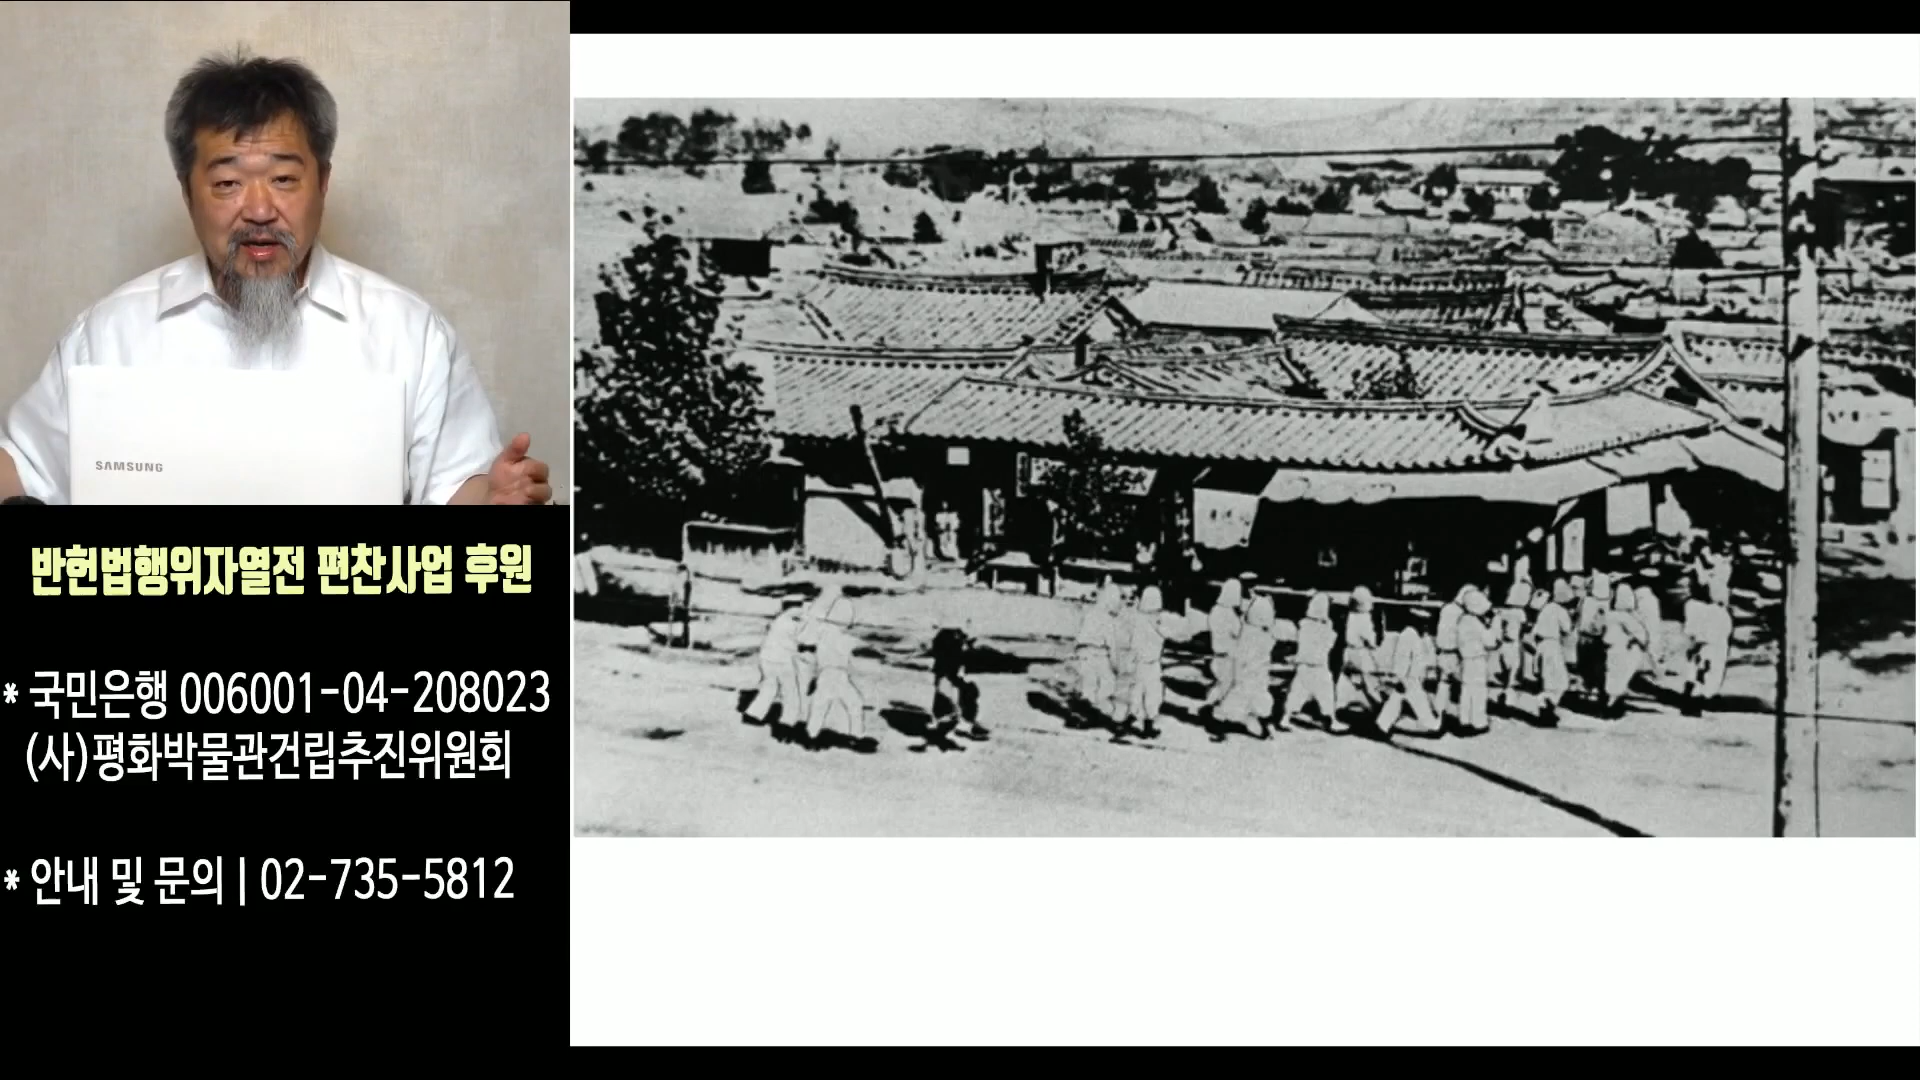 SAMSUNG
반헌법행위자열전 편찬사업 후원
* 국민은행 006001-04-208023
(사)평화박물관건립추진위원회
* 안내 및 문의 | 02-735-5812